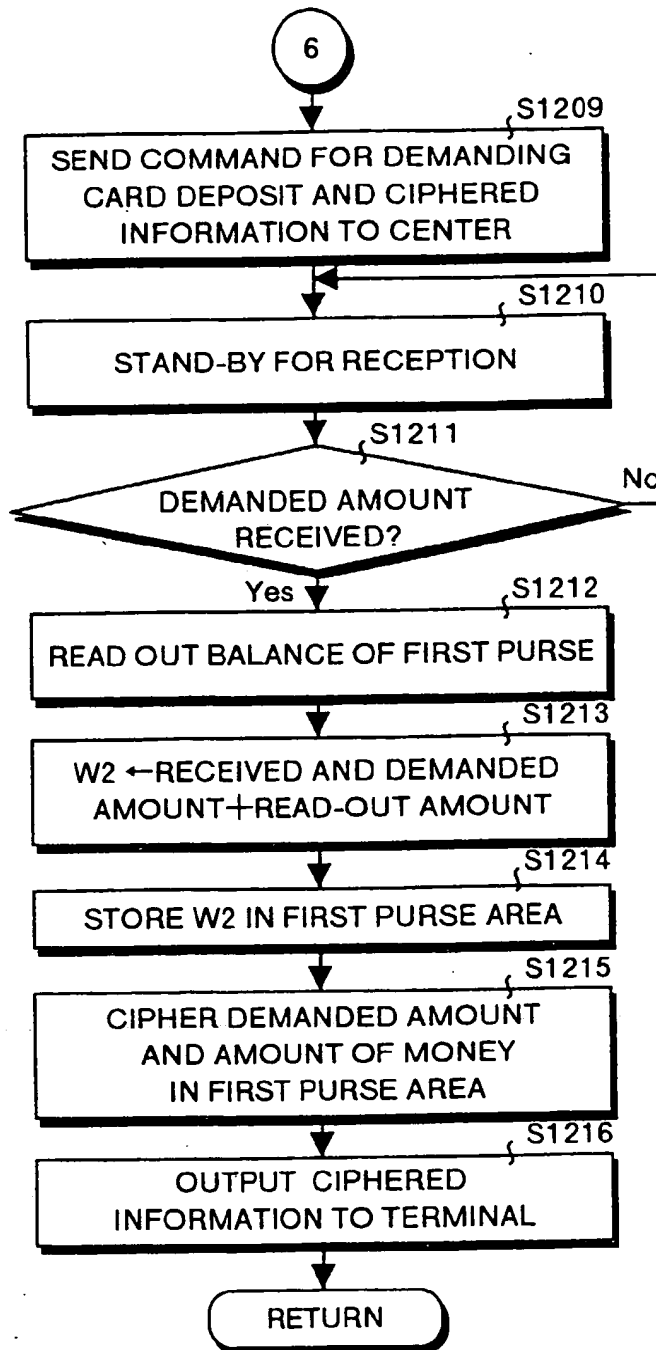 6
S1209
SEND COMMAND FOR DEMANDING
CARD DEPOSIT AND CIPHERED
INFORMATION TO CENTER
S1210
STAND-BY FOR RECEPTION
S1211
DEMANDED AMOUNT
RECEIVED?
No
Yes
S1212
READ OUT BALANCE OF FIRST PURSE
S1213
W2 ←RECEIVED AND DEMANDED
AMOUNT+READ-OUT AMOUNT
S1214
STORE W2 IN FIRST PURSE AREA
S1215
CIPHER DEMANDED AMOUNT
AND AMOUNT OF MONEY
IN FIRST PURSE AREA
S1216
OUTPUT CIPHERED
INFORMATION TO TERMINAL
RETURN